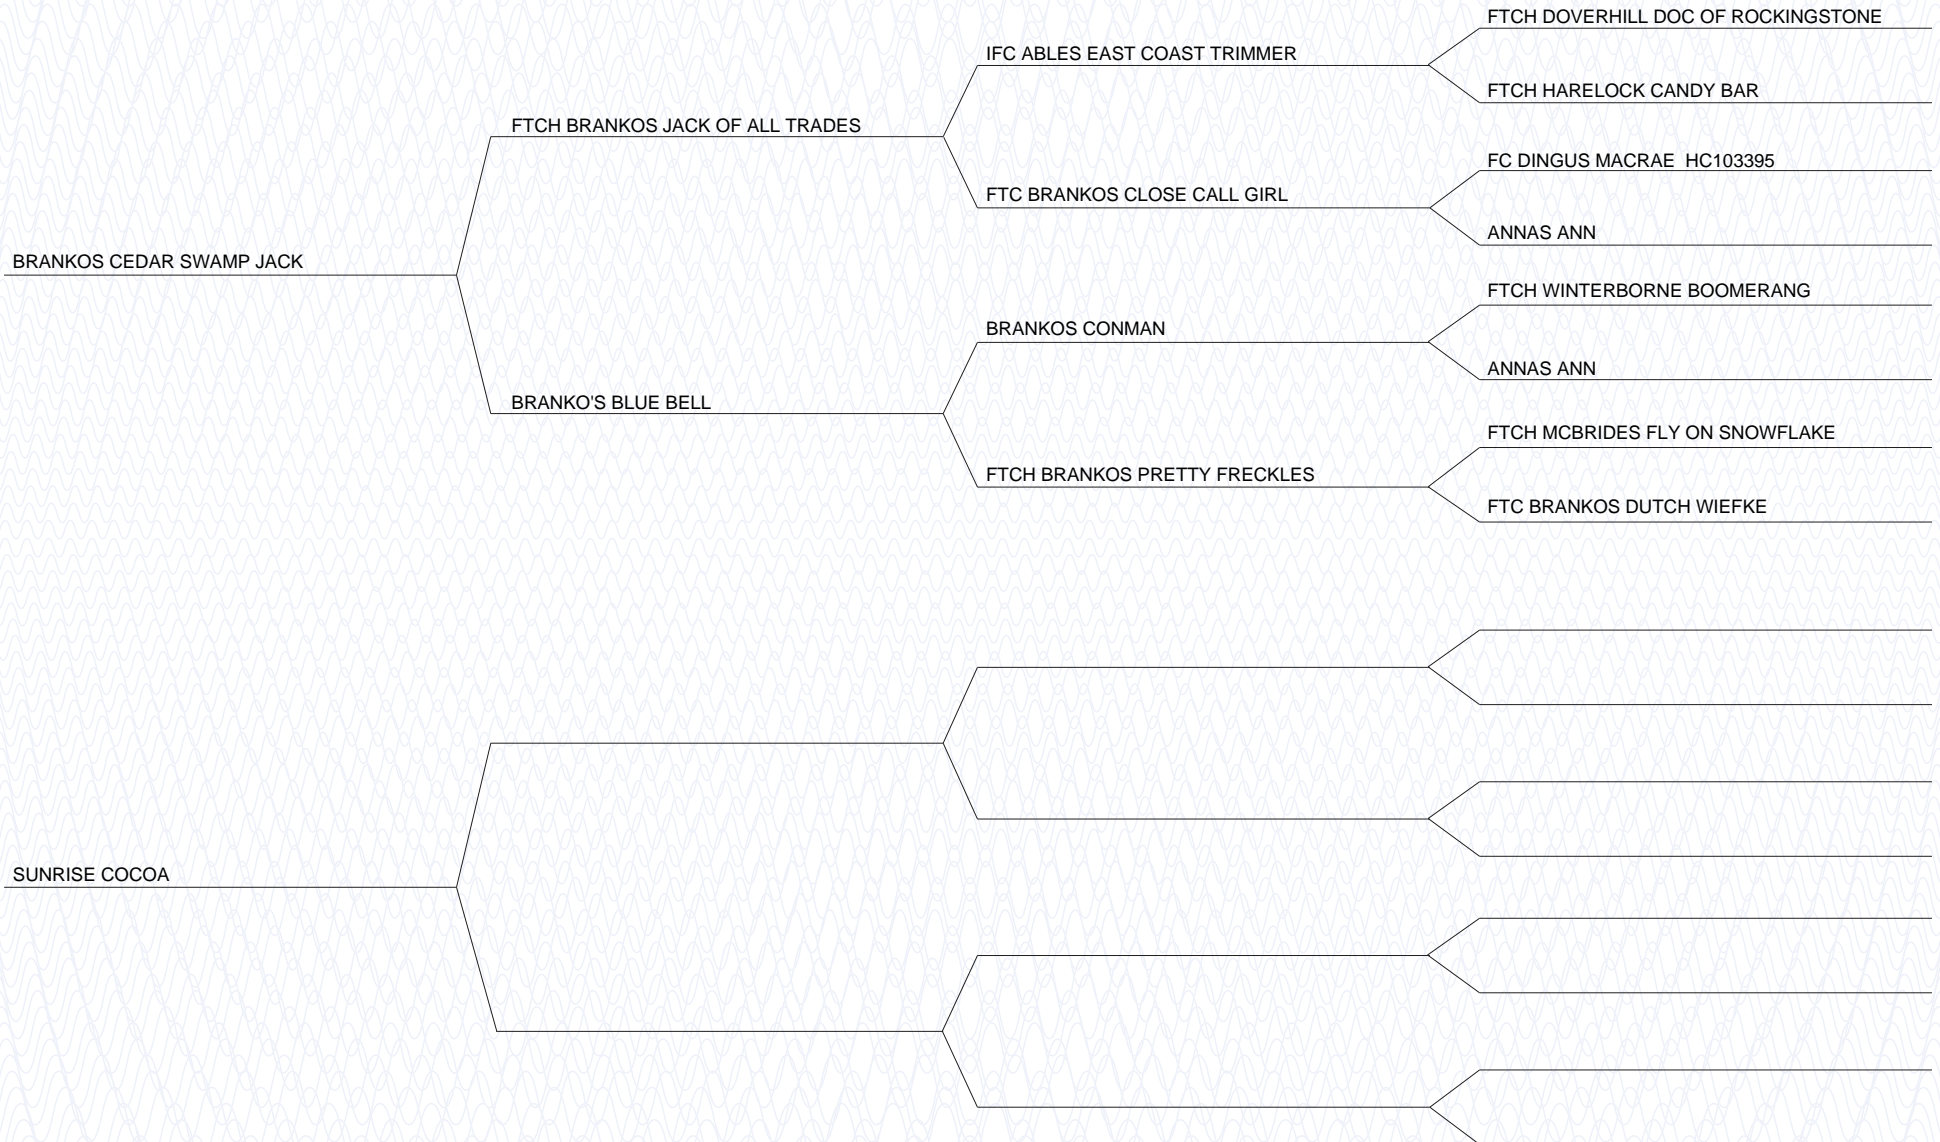 FTCH DOVERHILL DOC OF ROCKINGSTONE
IFC ABLES EAST COAST TRIMMER
FTCH HARELOCK CANDY BAR
FTCH BRANKOS JACK OF ALL TRADES
FC DINGUS MACRAE  HC103395
FTC BRANKOS CLOSE CALL GIRL
ANNAS ANN
BRANKOS CEDAR SWAMP JACK
FTCH WINTERBORNE BOOMERANG
BRANKOS CONMAN
ANNAS ANN
BRANKO'S BLUE BELL
FTCH MCBRIDES FLY ON SNOWFLAKE
FTCH BRANKOS PRETTY FRECKLES
FTC BRANKOS DUTCH WIEFKE
SUNRISE COCOA